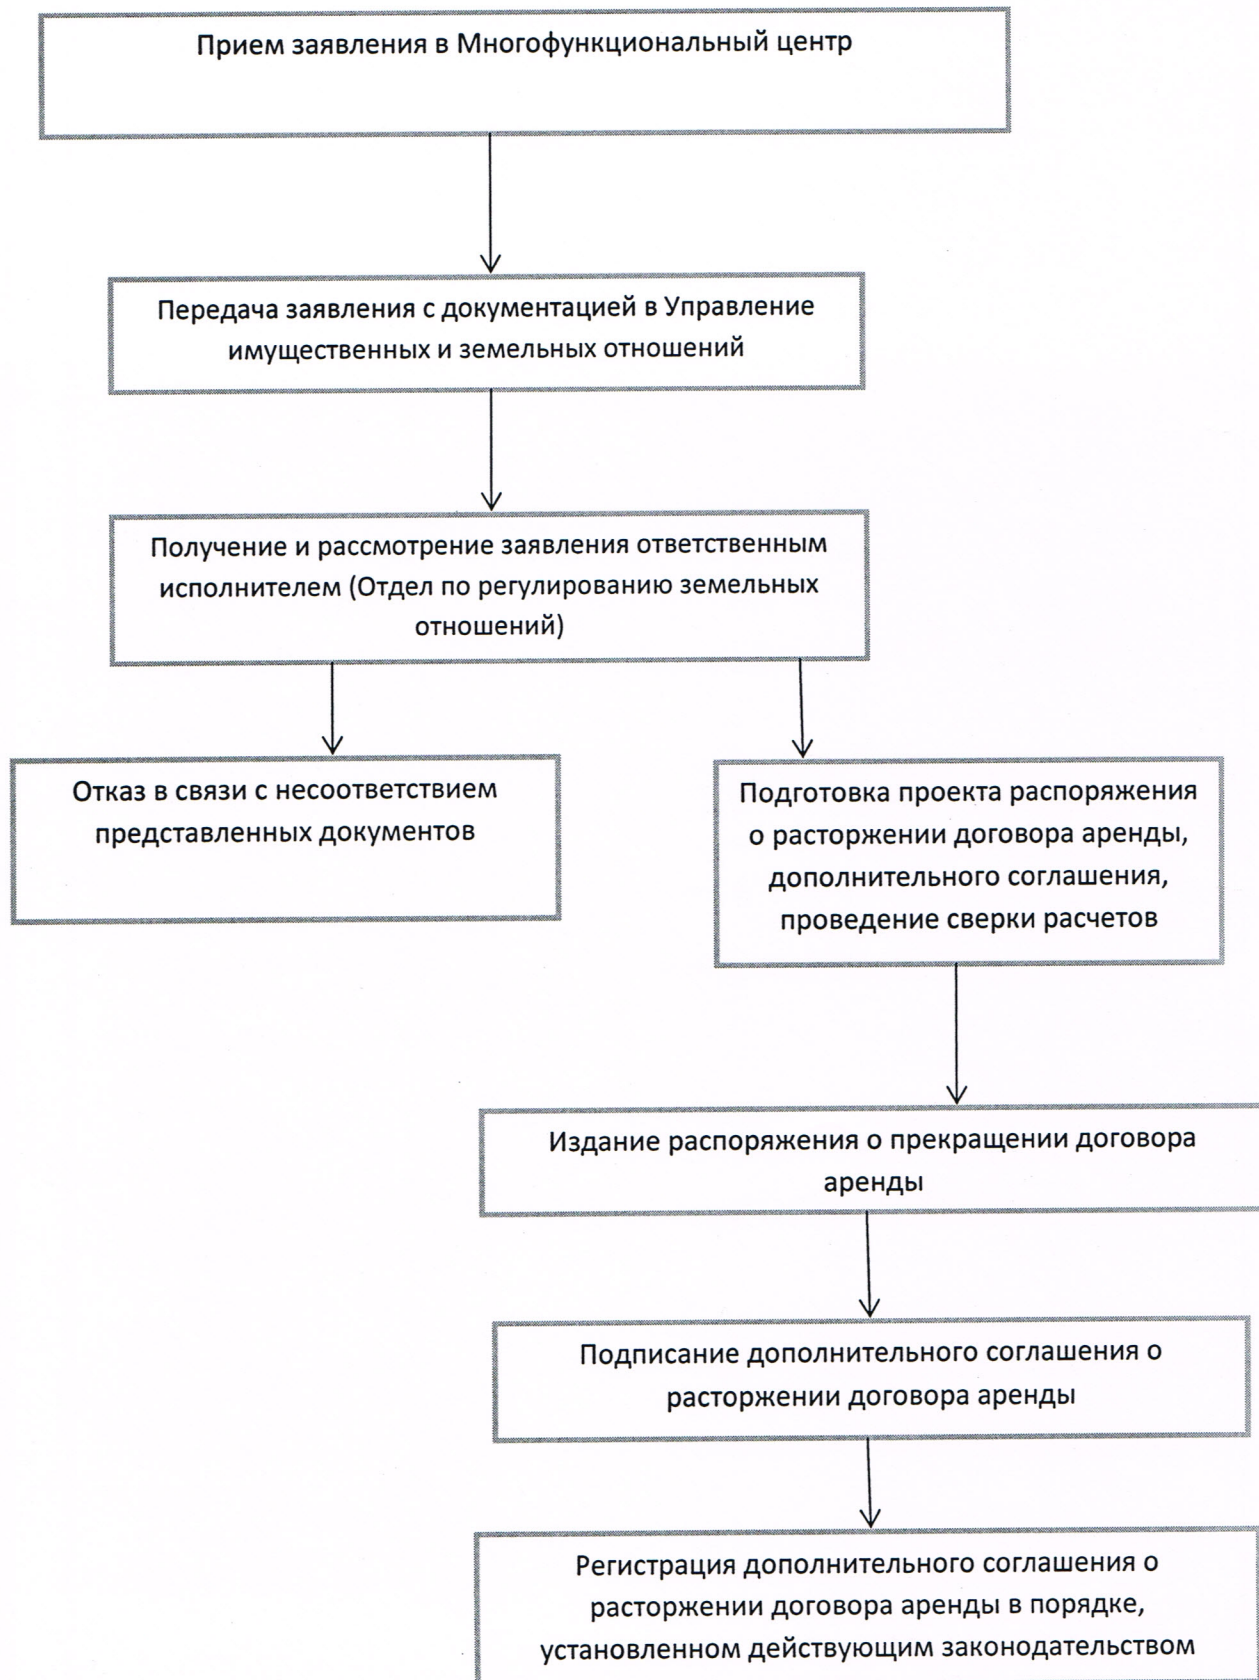 Прием заявления в Многофункциональный центр
Передача заявления с документацией в Управление
имущественных и земельных отношений
Получение и рассмотрение заявления ответственным
исполнителем (Отдел по регулированию земельных
отношений)
Отказ в связи с несоответствием
представленных документов
Подготовка проекта распоряжения
о расторжении договора аренды,
дополнительного соглашения,
проведение сверки расчетов
Издание распоряжения о прекращении договора
аренды
Подписание дополнительного соглашения о
расторжении договора аренды
Регистрация дополнительного соглашения о
расторжении договора аренды в порядке,
установленном действующим законодательством